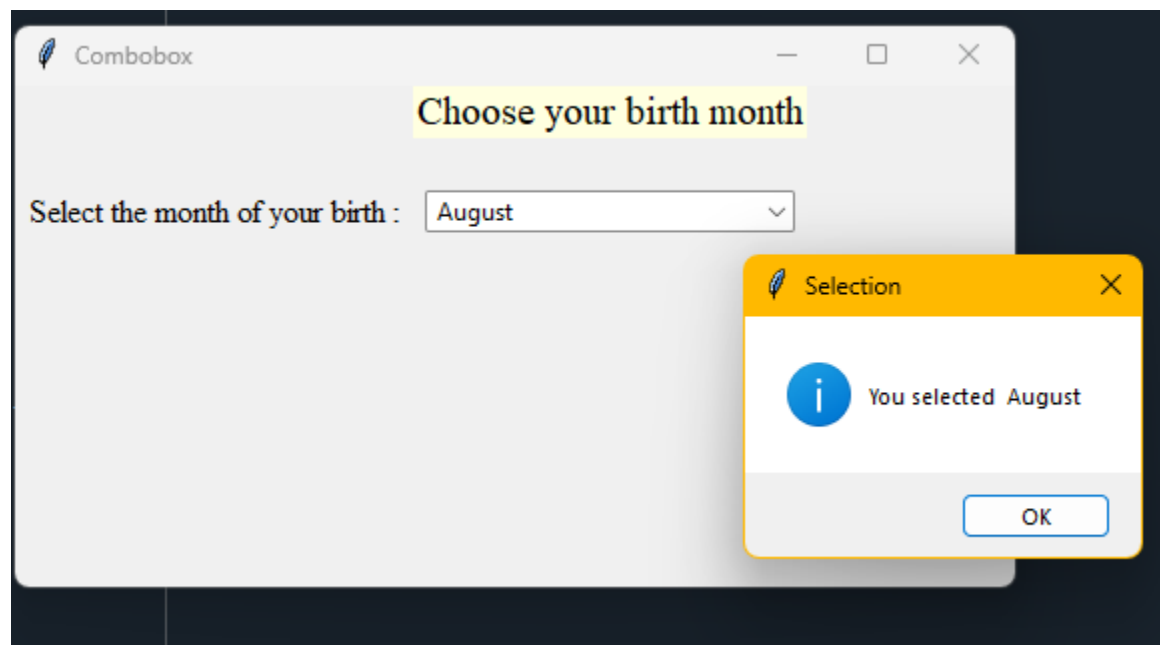 Combobox
Choose your birth month
Select the month of your birth :
August
Selection
You selected  August
OK